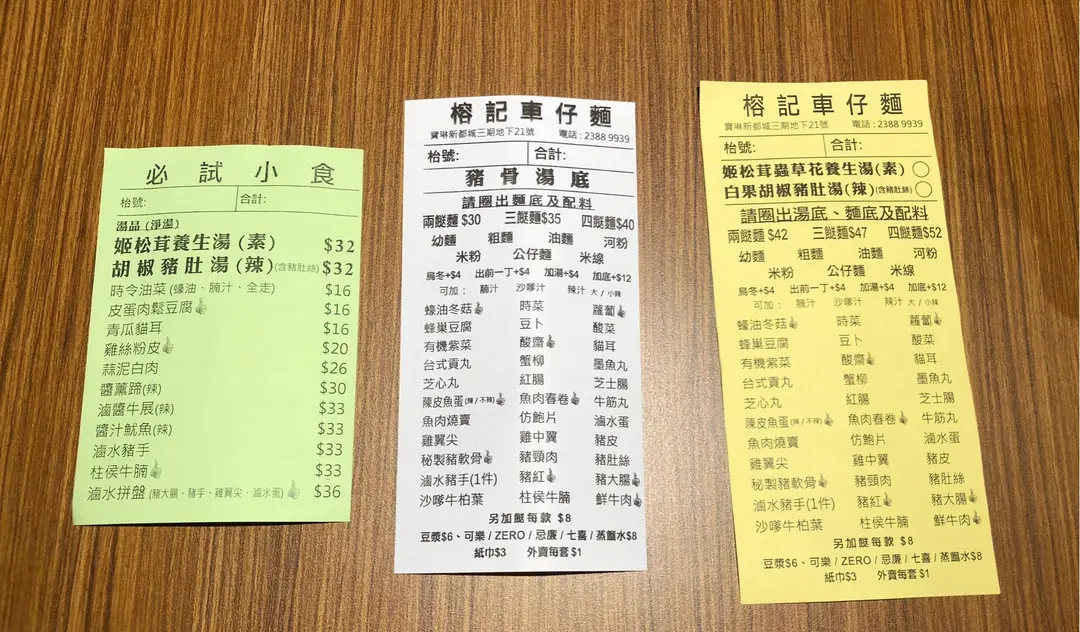 必試小食
枱號: 合計:
湯品 (淨湯)
姬松茸養生湯(素) $32
胡椒豬肚湯(辣)(含豬肚絲) $32
時令油菜 (蠔油、腩汁、全走) $16
皮蛋肉鬆豆腐 $16
青瓜貓耳 $16
雞絲粉皮 $20
蒜泥白肉 $26
醬薰蹄(辣) $30
滷醬牛展(辣) $33
醬汁魷魚(辣) $33
滷水豬手 $33
柱侯牛腩 $33
滷水拼盤 (豬大腸、豬手、雞翼尖、滷水蛋) $36
榕記車仔麵
寶琳新都城三期地下21號 電話 : 2388 9939
枱號: 合計:
豬骨湯底
請圈出麵底及配料
兩餸麵 $30 三餸麵$35 四餸麵$40
幼麵 粗麵 油麵 河粉
米粉 公仔麵 米線
烏冬+$4 出前一丁+$4 加湯+$4 加底+$12
可加 : 腩汁 沙嗲汁 辣汁 大 / 小辣
蠔油冬菇 時菜 蘿蔔
蜂巢豆腐 豆卜 酸菜
有機紫菜 酸齋 貓耳
台式貢丸 蟹柳 墨魚丸
芝心丸 紅腸 芝士腸
陳皮魚蛋(辣 / 不辣) 魚肉春卷 牛筋丸
魚肉燒賣 仿鮑片 滷水蛋
雞翼尖 雞中翼 豬皮
秘製豬軟骨 豬頸肉 豬肚絲
滷水豬手(1件) 豬紅 豬大腸
沙嗲牛柏葉 柱侯牛腩 鮮牛肉
另加餸每款 $8
豆漿$6、可樂 / ZERO / 忌廉 / 七喜 / 蒸餾水$8
紙巾$3 外賣每套 $1
榕記車仔麵
寶琳新都城三期地下21號 電話 : 2388 9939
枱號: 合計:
姬松茸蟲草花養生湯(素)
白果胡椒豬肚湯(辣)(含豬肚絲)
請圈出湯底、麵底及配料
兩餸麵 $42 三餸麵$47 四餸麵$52
幼麵 粗麵 油麵 河粉
米粉 公仔麵 米線
烏冬+$4 出前一丁+$4 加湯+$4 加底+$12
可加 : 腩汁 沙嗲汁 辣汁 大 / 小辣
蠔油冬菇 時菜 蘿蔔
蜂巢豆腐 豆卜 酸菜
有機紫菜 酸齋 貓耳
台式貢丸 蟹柳 墨魚丸
芝心丸 紅腸 芝士腸
陳皮魚蛋(辣 / 不辣) 魚肉春卷 牛筋丸
魚肉燒賣 仿鮑片 滷水蛋
雞翼尖 雞中翼 豬皮
秘製豬軟骨 豬頸肉 豬肚絲
滷水豬手(1件) 豬紅 豬大腸
沙嗲牛柏葉 柱侯牛腩 鮮牛肉
另加餸每款 $8
豆漿$6、可樂 / ZERO / 忌廉 / 七喜 / 蒸餾水$8
紙巾$3 外賣每套 $1